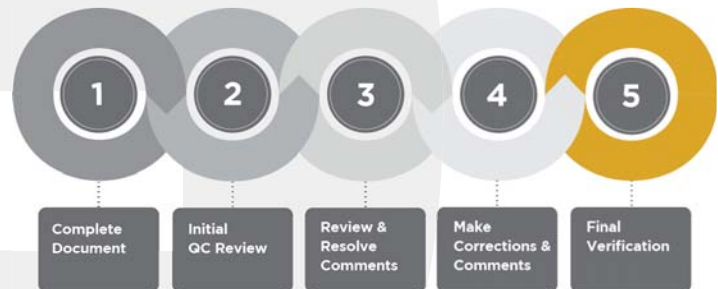 1
2
3
4
5
Complete
Document
Initial
QC Review
Review &
Resolve
Comments
Make
Corrections &
Comments
Final
Verification